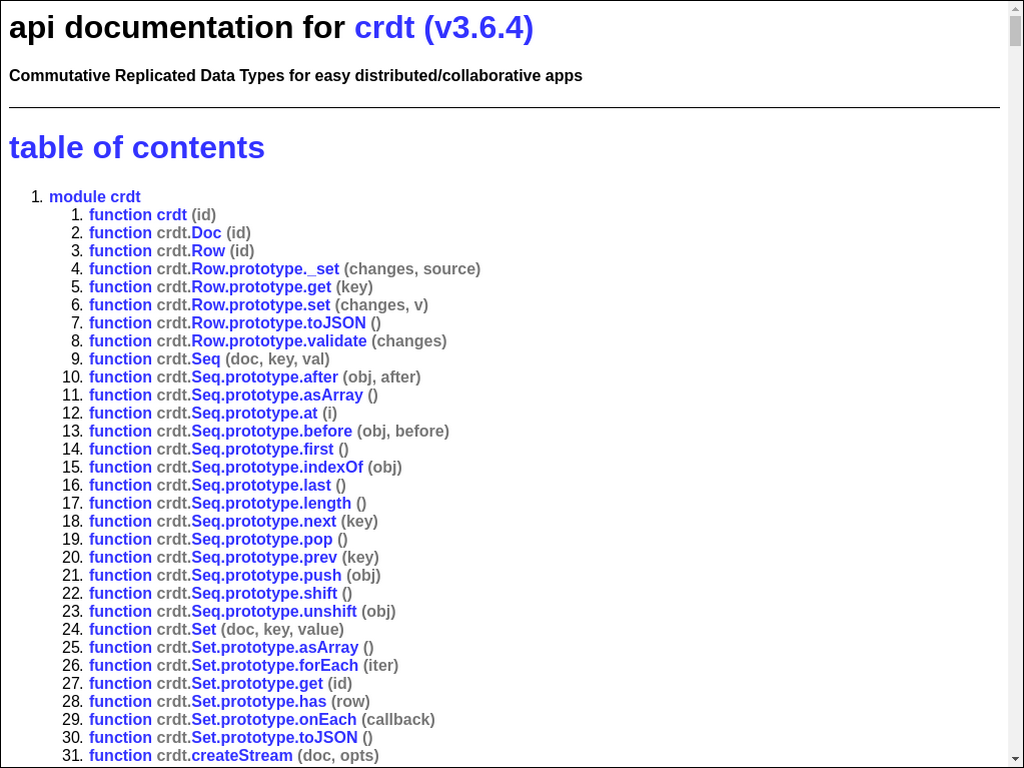 api documentation for crdt (v3.6.4)
Commutative Replicated Data Types for easy distributed/collaborative apps
table of contents
1. module crdt
1. function crdt (id)
2. function crdt.Doc (id)
3. function crdt.Row (id)
4. function crdt.Row.prototype._set (changes, source)
5. function crdt.Row.prototype.get (key)
6. function crdt.Row.prototype.set (changes, v)
7. function crdt.Row.prototype.toJSON ()
8. function crdt.Row.prototype.validate (changes)
9. function crdt.Seq (doc, key, val)
10. function crdt.Seq.prototype.after (obj, after)
11. function crdt.Seq.prototype.asArray ()
12. function crdt.Seq.prototype.at (i)
13. function crdt.Seq.prototype.before (obj, before)
14. function crdt.Seq.prototype.first ()
15. function crdt.Seq.prototype.indexOf (obj)
16. function crdt.Seq.prototype.last ()
17. function crdt.Seq.prototype.length ()
18. function crdt.Seq.prototype.next (key)
19. function crdt.Seq.prototype.pop ()
20. function crdt.Seq.prototype.prev (key)
21. function crdt.Seq.prototype.push (obj)
22. function crdt.Seq.prototype.shift ()
23. function crdt.Seq.prototype.unshift (obj)
24. function crdt.Set (doc, key, value)
25. function crdt.Set.prototype.asArray ()
26. function crdt.Set.prototype.forEach (iter)
27. function crdt.Set.prototype.get (id)
28. function crdt.Set.prototype.has (row)
29. function crdt.Set.prototype.onEach (callback)
30. function crdt.Set.prototype.toJSON ()
31. function crdt.createStream (doc, opts)